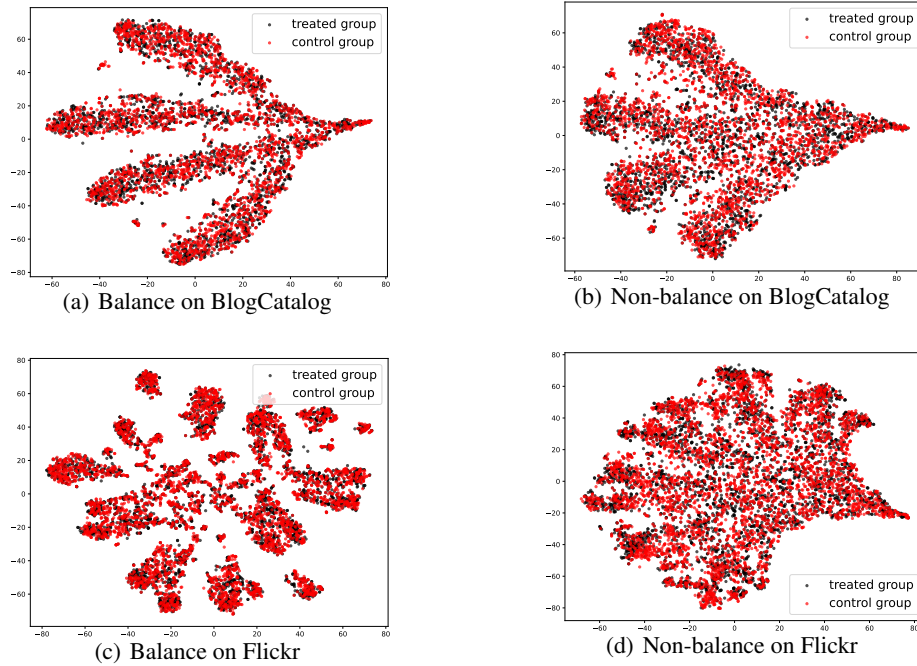 treated group
control group
60
40
20
0
−20
−40
−60
−80
−60 −40 −20 0 20 40 60 80
(a) Balance on BlogCatalog
treated group
control group
60
40
20
0
−20
−40
−60
−60 −40 −20 0 20 40 60 80
(b) Non-balance on BlogCatalog
treated group
control group
80
60
40
20
0
−20
−40
−60
−80 −60 −40 −20 0 20 40 60 80
(c) Balance on Flickr
80
60
40
20
0
−20
−40
−60
−80
treated group
control group
−60 −40 −20 0 20 40 60 80
(d) Non-balance on Flickr